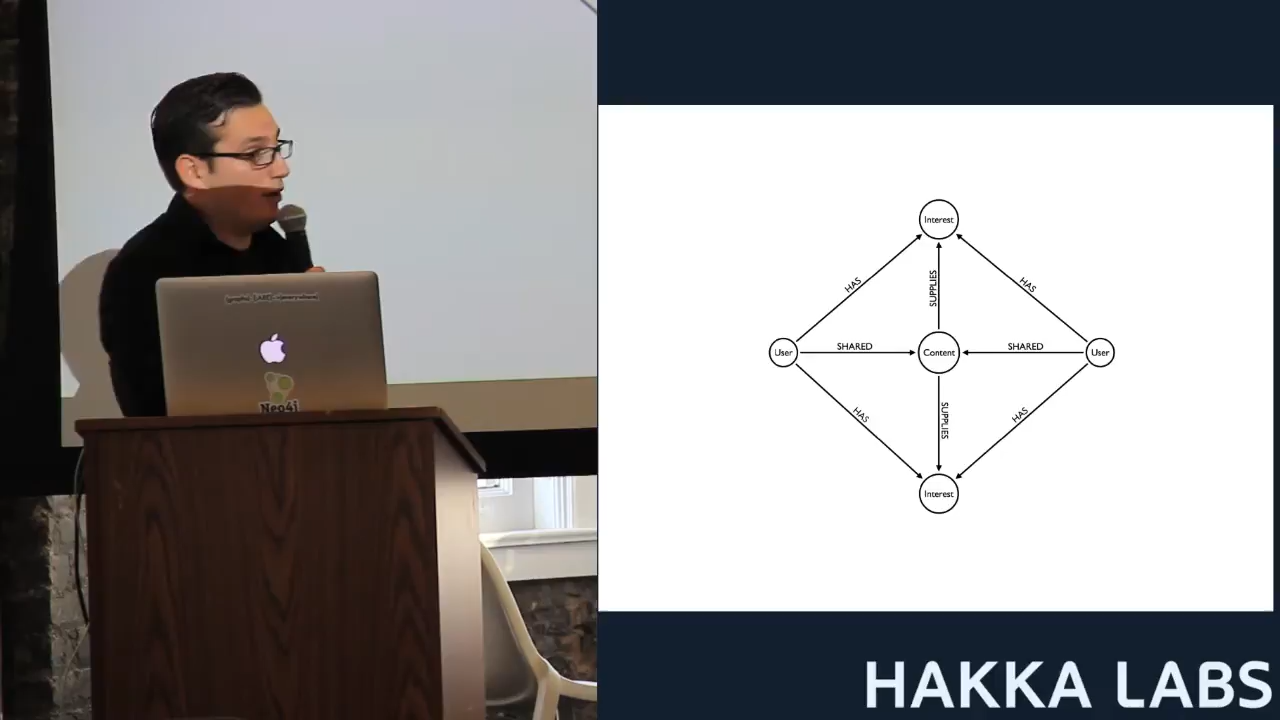 Neo4j
Interest
HAS
SUPPLIES
HAS
User
SHARED
Content
SHARED
User
HAS
SUPPLIES
HAS
Interest
HAKKA LABS